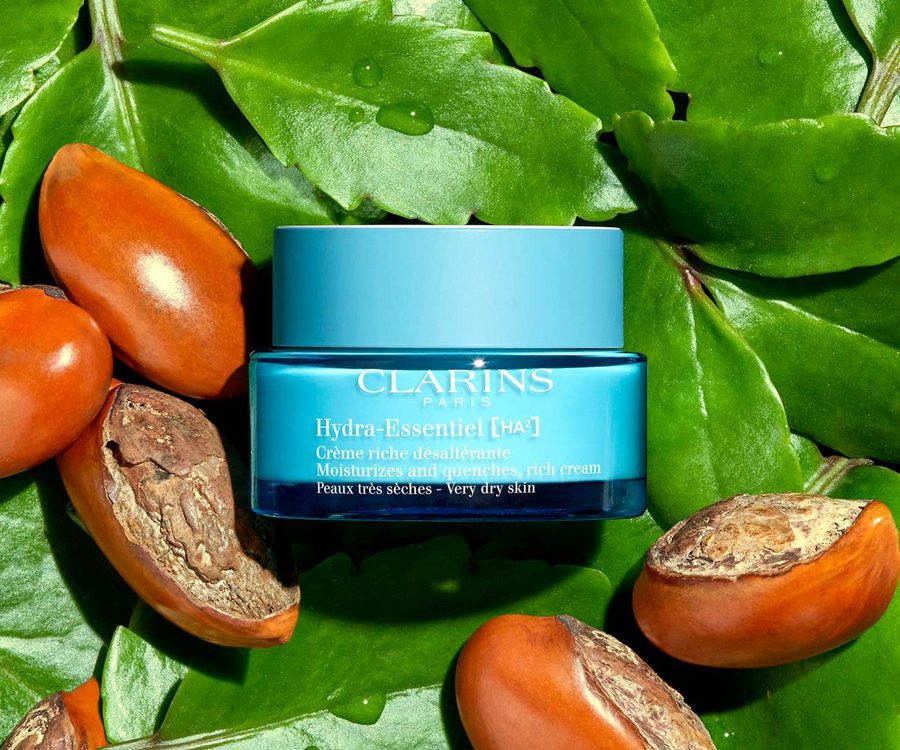 CLARINS
PARIS
Hydra-Essentiel [HA²]
Crème riche désaltérante
Moisturizes and quenches, rich cream
Peaux très sèches - Very dry skin